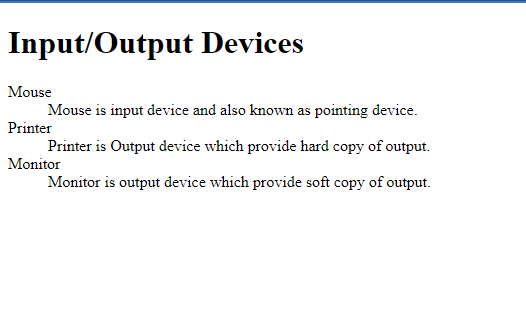 Input/Output Devices
Mouse
Mouse is input device and also known as pointing device.
Printer
Printer is Output device which provide hard copy of output.
Monitor
Monitor is output device which provide soft copy of output.